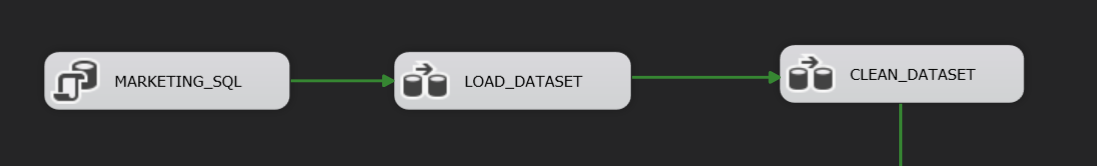 MARKETING_SQL
LOAD_DATASET
CLEAN_DATASET